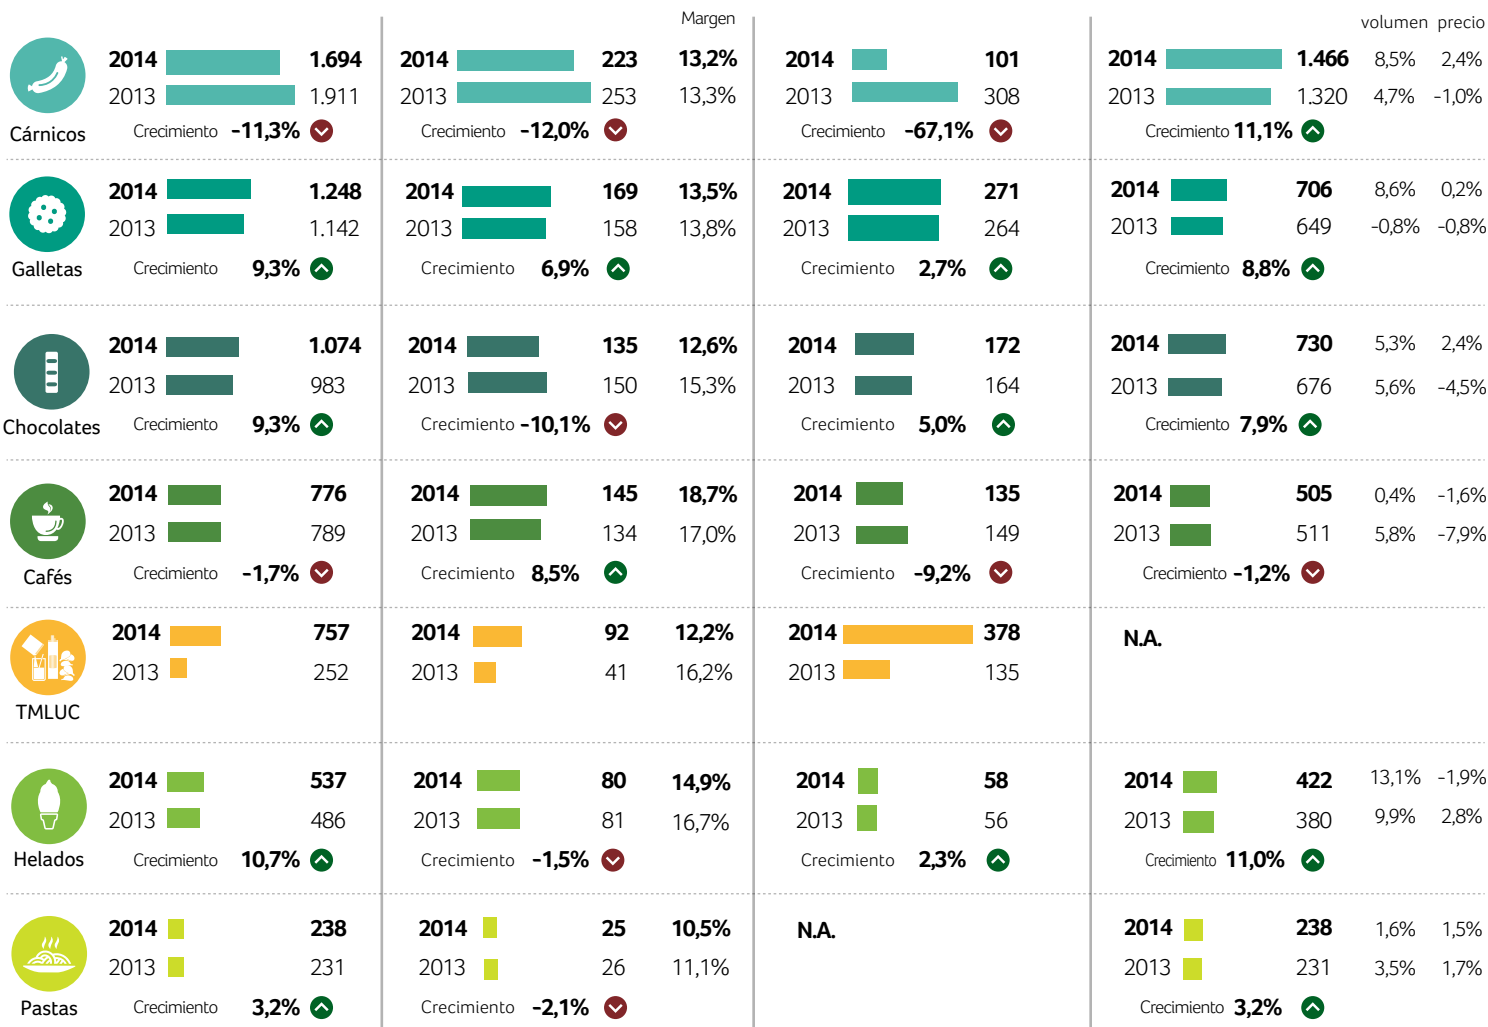 Margen
volumen precio
2014 1.694 2014 223 13,2% 2014 101 2014 1.466 8,5% 2,4%
2013 1.911 2013 253 13,3% 2013 308 2013 1.320 4,7% -1,0%
Cárnicos Crecimiento -11,3% Crecimiento -12,0% Crecimiento -67,1% Crecimiento 11,1%
2014 1.248 2014 169 13,5% 2014 271 2014 706 8,6% 0,2%
2013 1.142 2013 158 13,8% 2013 264 2013 649 -0,8% -0,8%
Galletas Crecimiento 9,3% Crecimiento 6,9% Crecimiento 2,7% Crecimiento 8,8%
2014 1.074 2014 135 12,6% 2014 172 2014 730 5,3% 2,4%
2013 983 2013 150 15,3% 2013 164 2013 676 5,6% -4,5%
Chocolates Crecimiento 9,3% Crecimiento -10,1% Crecimiento 5,0% Crecimiento 7,9%
2014 776 2014 145 18,7% 2014 135 2014 505 0,4% -1,6%
2013 789 2013 134 17,0% 2013 149 2013 511 5,8% -7,9%
Cafés Crecimiento -1,7% Crecimiento 8,5% Crecimiento -9,2% Crecimiento -1,2%
2014 757 2014 92 12,2% 2014 378 N.A.
2013 252 2013 41 16,2% 2013 135
TMLUC
2014 537 2014 80 14,9% 2014 58 2014 422 13,1% -1,9%
2013 486 2013 81 16,7% 2013 56 2013 380 9,9% 2,8%
Helados Crecimiento 10,7% Crecimiento -1,5% Crecimiento 2,3% Crecimiento 11,0%
2014 238 2014 25 10,5% N.A. 2014 238 1,6% 1,5%
2013 231 2013 26 11,1% 2013 231 3,5% 1,7%
Pastas Crecimiento 3,2% Crecimiento -2,1% Crecimiento 3,2%